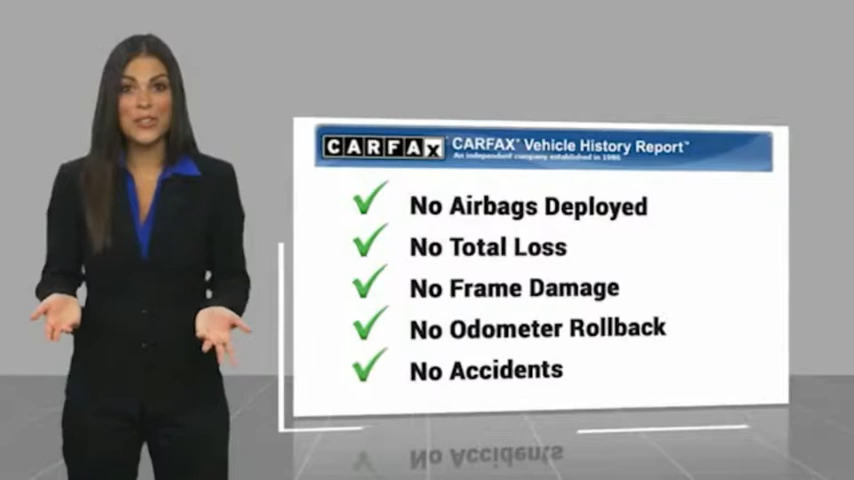 CARFAX CARFAX® Vehicle History Report™
An independent company established in 1986
No Airbags Deployed
No Total Loss
No Frame Damage
No Odometer Rollback
No Accidents
No Accidents